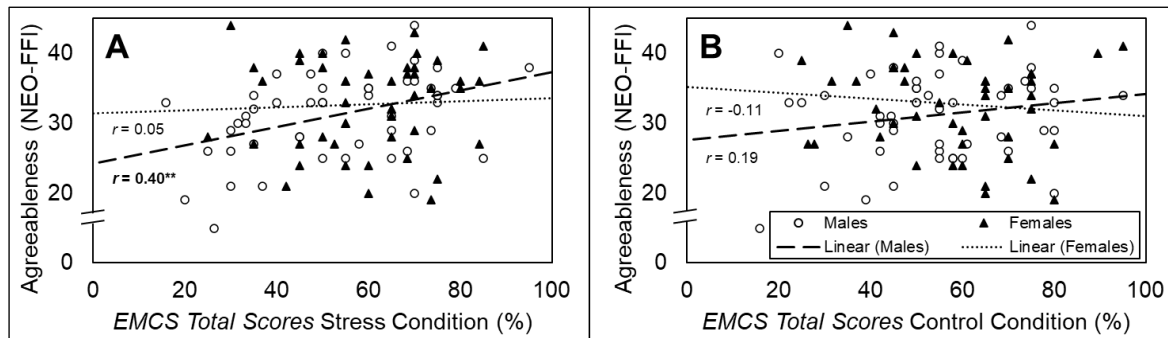 A
Agreeableness (NEO-FFI)
40
30
20
0
r = 0.05
r = 0.40**
0 20 40 60 80 100
EMCS Total Scores Stress Condition (%)
B
Agreeableness (NEO-FFI)
40
30
20
0
r = -0.11
r = 0.19
Males Females
Linear (Males) Linear (Females)
0 20 40 60 80 100
EMCS Total Scores Control Condition (%)